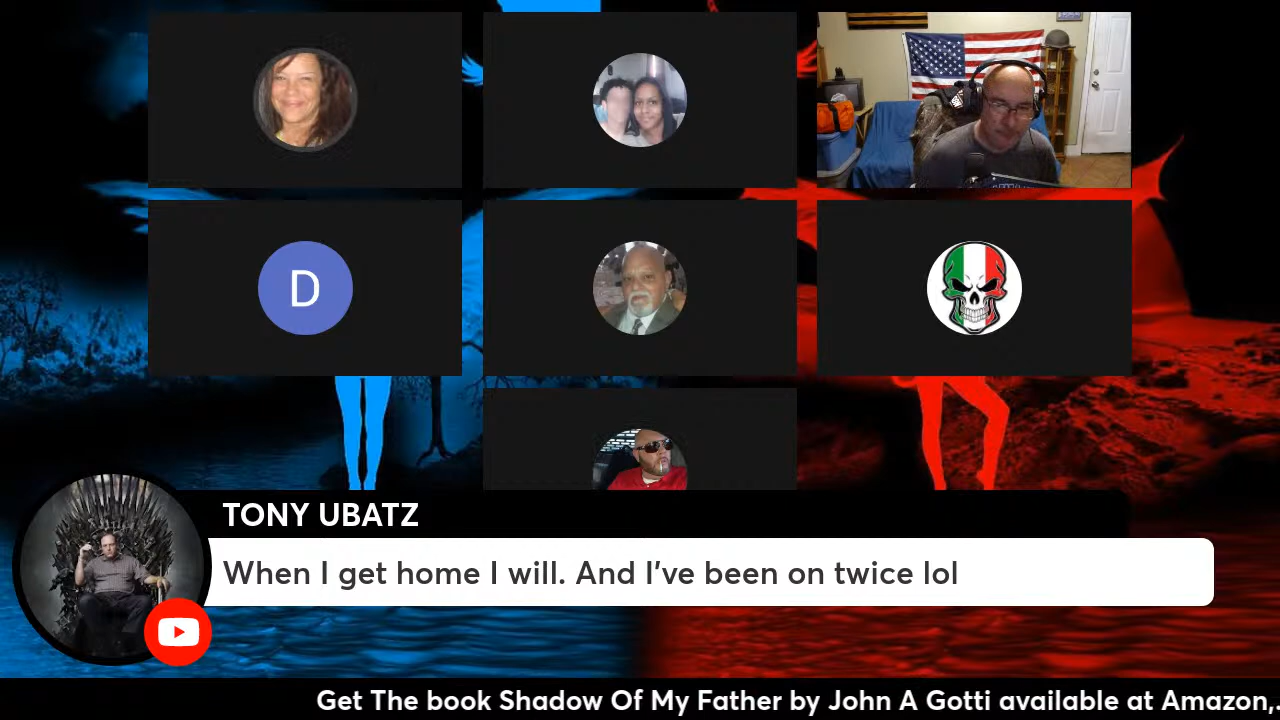 D
TONY UBATZ
When I get home I will. And I've been on twice lol
Get The book Shadow Of My Father by John A Gotti available at Amazon,.